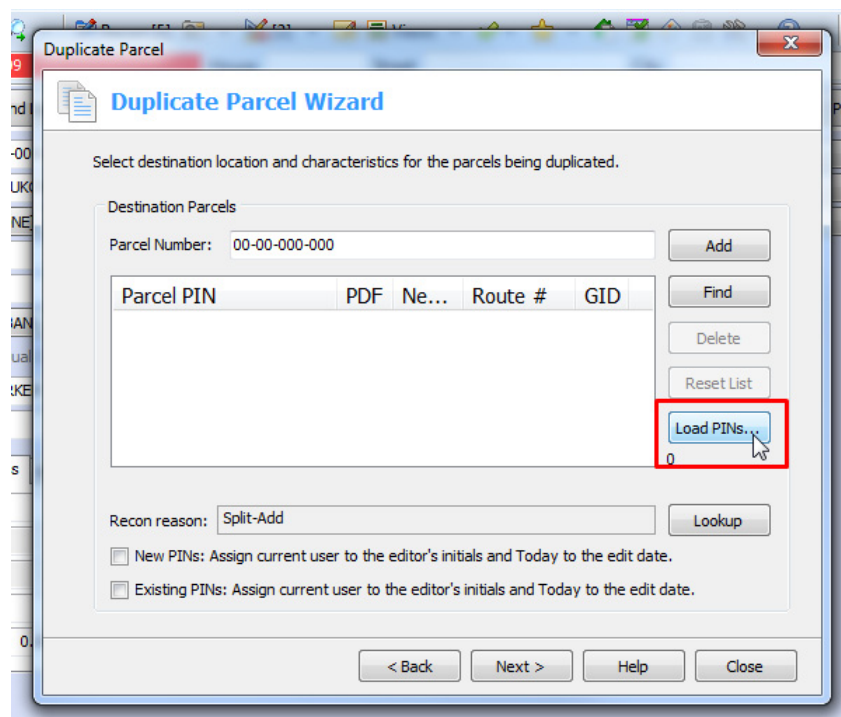 Duplicate Parcel
Duplicate Parcel Wizard
Select destination location and characteristics for the parcels being duplicated.
Destination Parcels
Parcel Number: 00-00-000-000 Add
Parcel PIN PDF Ne... Route # GID
Find
Delete
Reset List
Load PINs...
0
Recon reason: Split-Add Lookup
New PINs: Assign current user to the editor's initials and Today to the edit date.
Existing PINs: Assign current user to the editor's initials and Today to the edit date.
< Back Next > Help Close